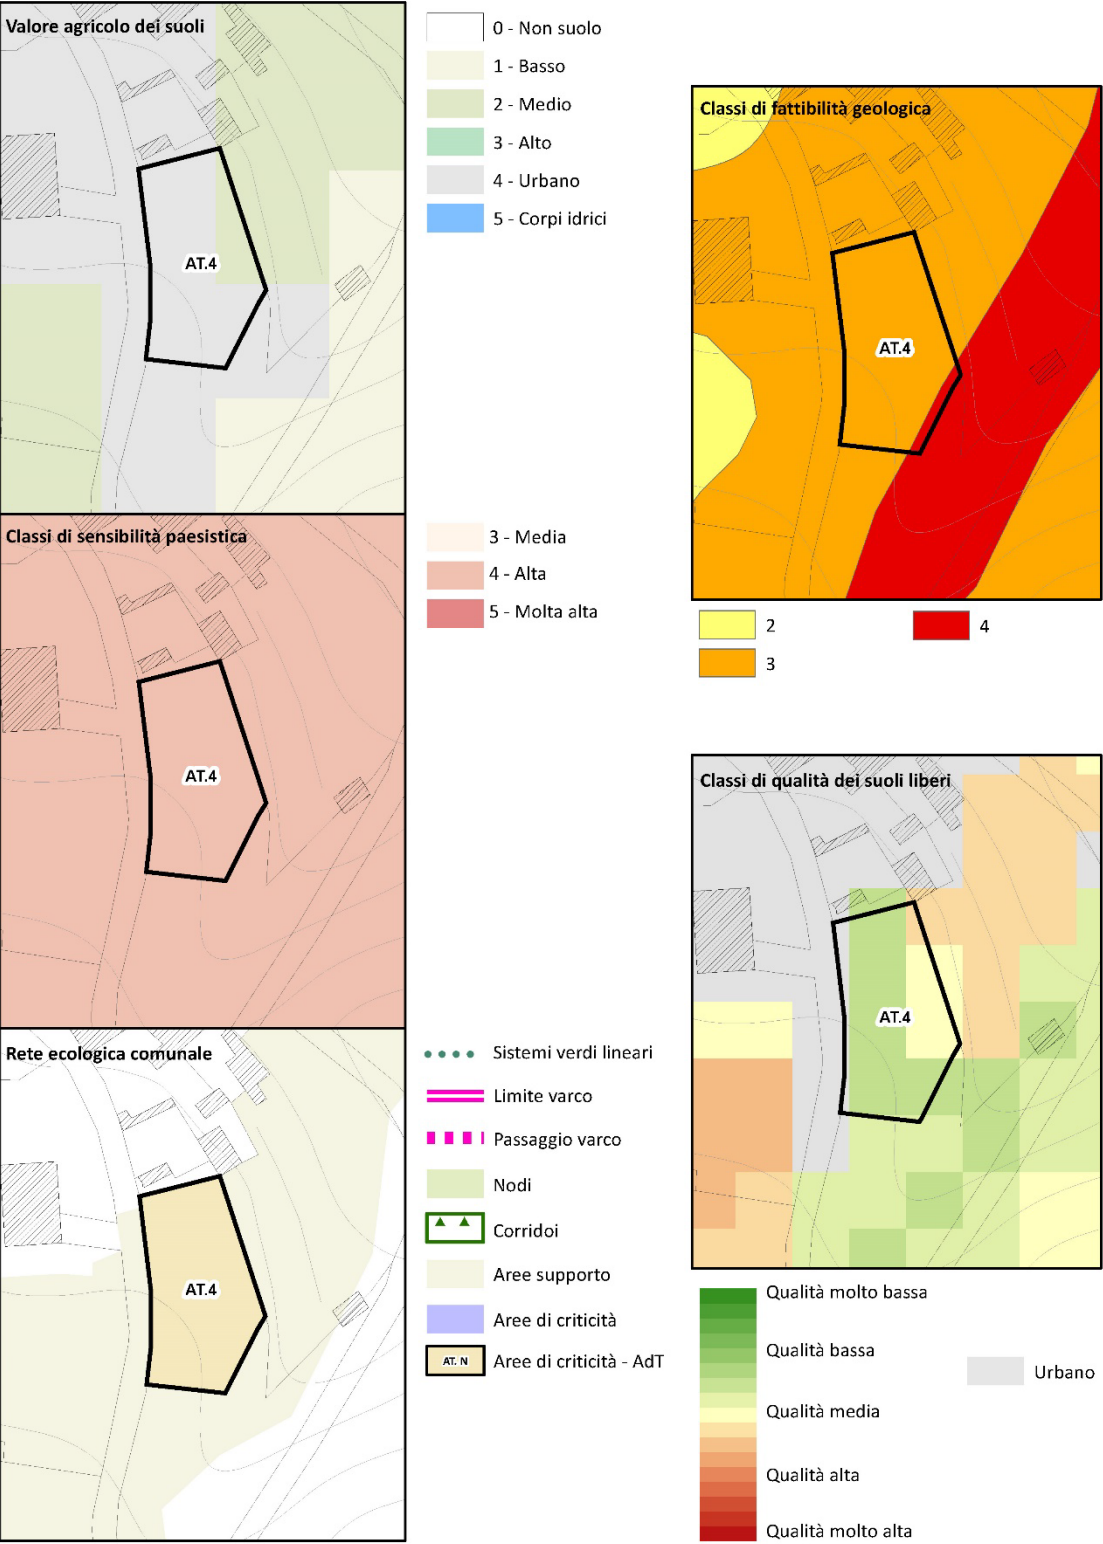 Valore agricolo dei suoli
AT.4
0 - Non suolo
1 - Basso
2 - Medio
3 - Alto
4 - Urbano
5 - Corpi idrici
Classi di fattibilità geologica
AT.4
2
3
4
Classi di sensibilità paesistica
AT.4
3 - Media
4 - Alta
5 - Molta alta
Classi di qualità dei suoli liberi
AT.4
Qualità molto bassa
Qualità bassa
Qualità media
Qualità alta
Qualità molto alta
Urbano
Rete ecologica comunale
AT.4
Sistemi verdi lineari
Limite varco
Passaggio varco
Nodi
Corridoi
Aree supporto
Aree di criticità
AT. N
Aree di criticità - AdT